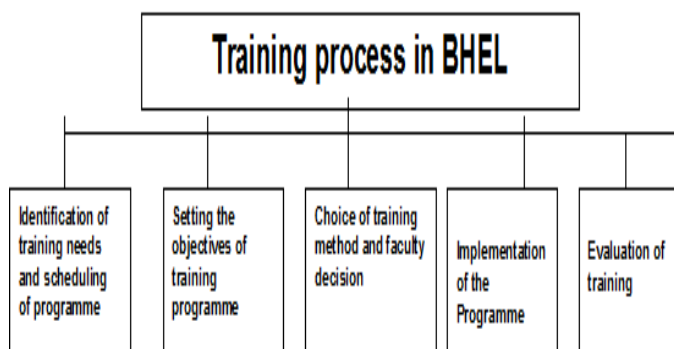 Training process in BHEL
Identification of
training needs
and scheduling
of programme
Setting the
objectives of
training
programme
Choice of training
method and faculty
decision
Implementation
of the
Programme
Evaluation of
training